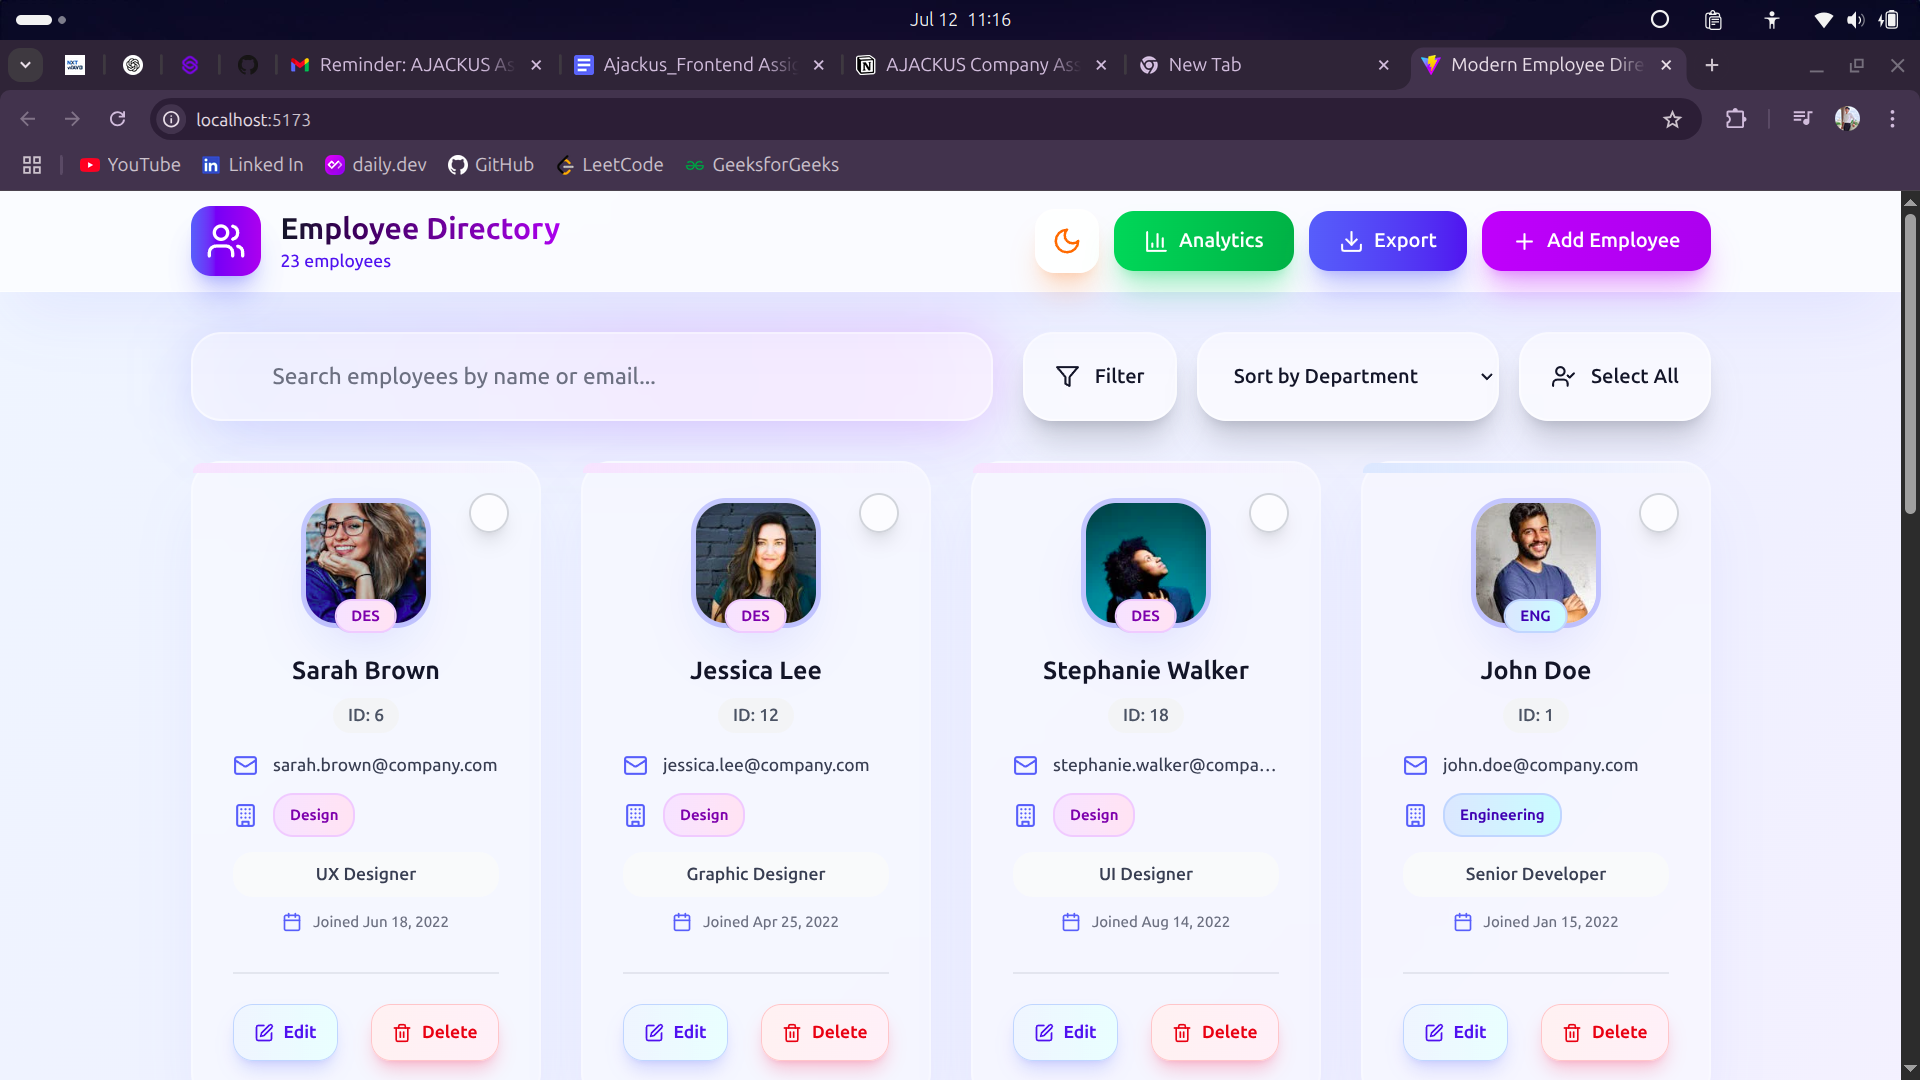 Jul 12 11:16
Reminder: AJACKUS As
Ajackus_Frontend Assig
AJACKUS Company Ass
New Tab
Modern Employee Dire
localhost:5173
YouTube
Linked In
daily.dev
GitHub
LeetCode
GeeksforGeeks
Employee Directory
23 employees
Analytics
Export
Add Employee
Search employees by name or email...
Filter
Sort by Department
Select All
DES
Sarah Brown
ID: 6
sarah.brown@company.com
Design
UX Designer
Joined Jun 18, 2022
Edit
Delete
DES
Jessica Lee
ID: 12
jessica.lee@company.com
Design
Graphic Designer
Joined Apr 25, 2022
Edit
Delete
DES
Stephanie Walker
ID: 18
stephanie.walker@compa...
Design
UI Designer
Joined Aug 14, 2022
Edit
Delete
ENG
John Doe
ID: 1
john.doe@company.com
Engineering
Senior Developer
Joined Jan 15, 2022
Edit
Delete